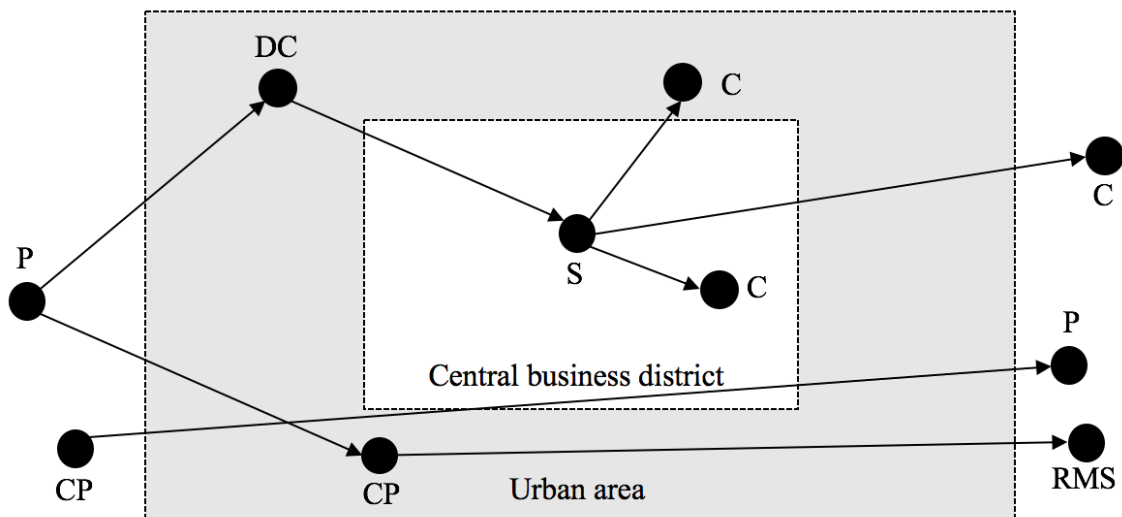 DC
C
C
P
S
C
P
Central business district
CP
CP
Urban area
RMS